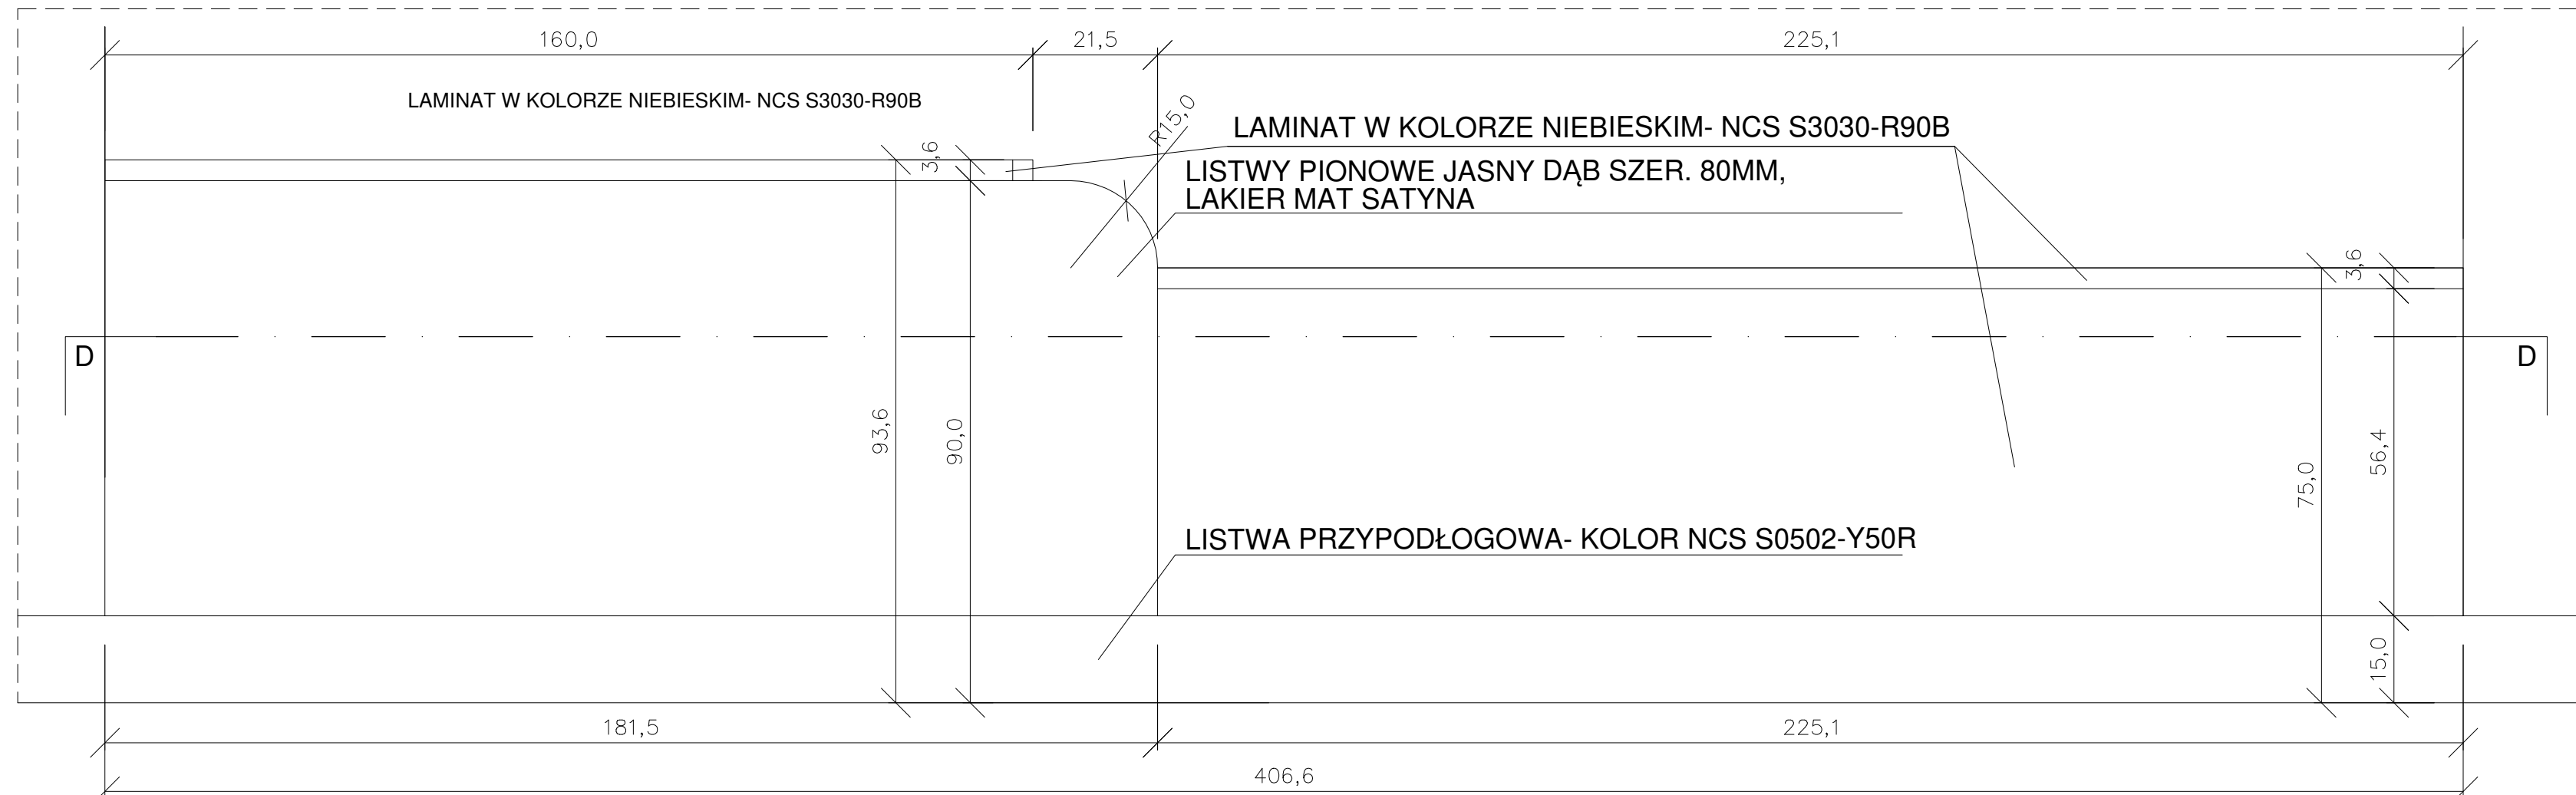 160,0
21,5
225,1
LAMINAT W KOLORZE NIEBIESKIM- NCS S3030-R90B
R15,0
LAMINAT W KOLORZE NIEBIESKIM- NCS S3030-R90B
3,6
LISTWY PIONOWE JASNY DĄB SZER. 80MM,
LAKIER MAT SATYNA
3,6
D
D
93,6
90,0
56,4
75,0
LISTWA PRZYPODŁOGOWA- KOLOR NCS S0502-Y50R
15,0
181,5
225,1
406,6